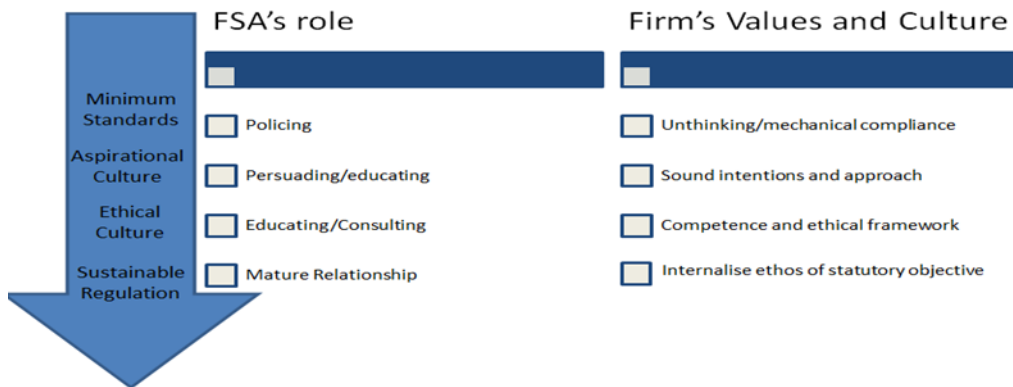 FSA's role
Firm's Values and Culture
Minimum
Standards
Aspirational
Culture
Ethical
Culture
Sustainable
Regulation
Policing
Persuading/educating
Educating/Consulting
Mature Relationship
Unthinking/mechanical compliance
Sound intentions and approach
Competence and ethical framework
Internalise ethos of statutory objective